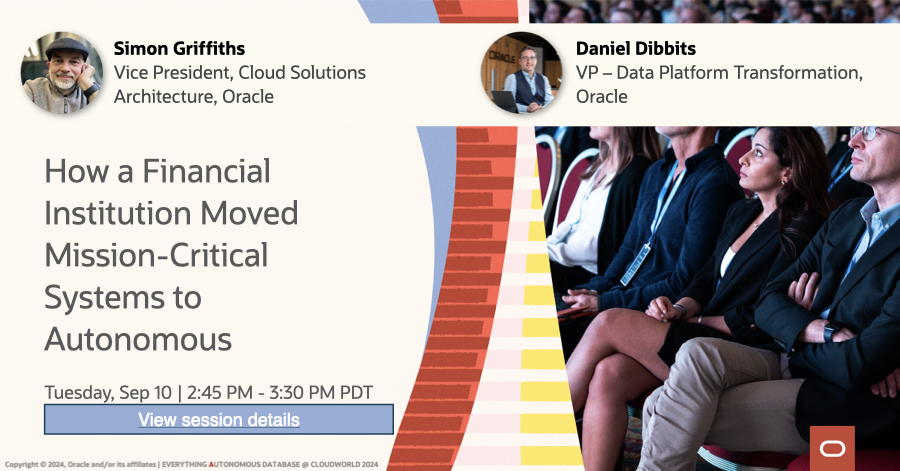 Simon Griffiths
Vice President, Cloud Solutions
Architecture, Oracle
Daniel Dibbits
VP – Data Platform Transformation,
Oracle
ORACLE
How a Financial
Institution Moved
Mission-Critical
Systems to
Autonomous
Tuesday, Sep 10 | 2:45 PM - 3:30 PM PDT
View session details
Copyright © 2024, Oracle and/or its affiliates | EVERYTHING AUTONOMOUS DATABASE @ CLOUDWORLD 2024